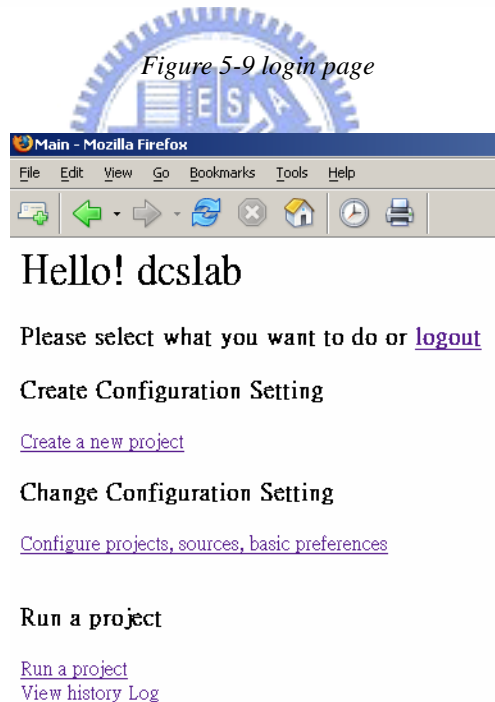 Figure 5-9 login page
ES
Main - Mozilla Firefox
File Edit View Go Bookmarks Tools Help
Hello! dcslab
Please select what you want to do or logout
Create Configuration Setting
Create a new project
Change Configuration Setting
Configure projects, sources, basic preferences
Run a project
Run a project
View history Log